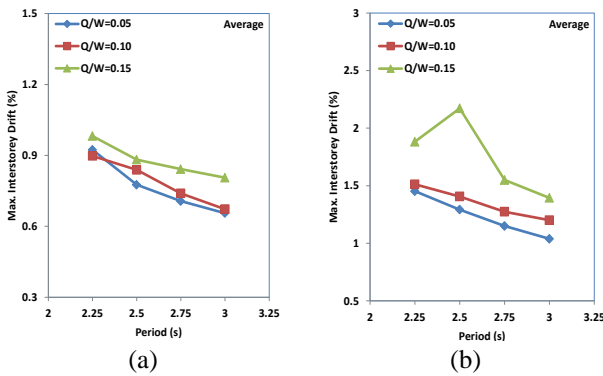 1.5
Q/W=0.05
Average
Q/W=0.10
Q/W=0.15
1.2
0.9
0.6
0.3
Max. Interstorey Drift (%)
2 2.25 2.5 2.75 3 3.25
Period (s)
(a)
3
Q/W=0.05
Average
Q/W=0.10
Q/W=0.15
2.5
2
1.5
1
0.5
Max. Interstorey Drift (%)
2 2.25 2.5 2.75 3 3.25
Period (s)
(b)